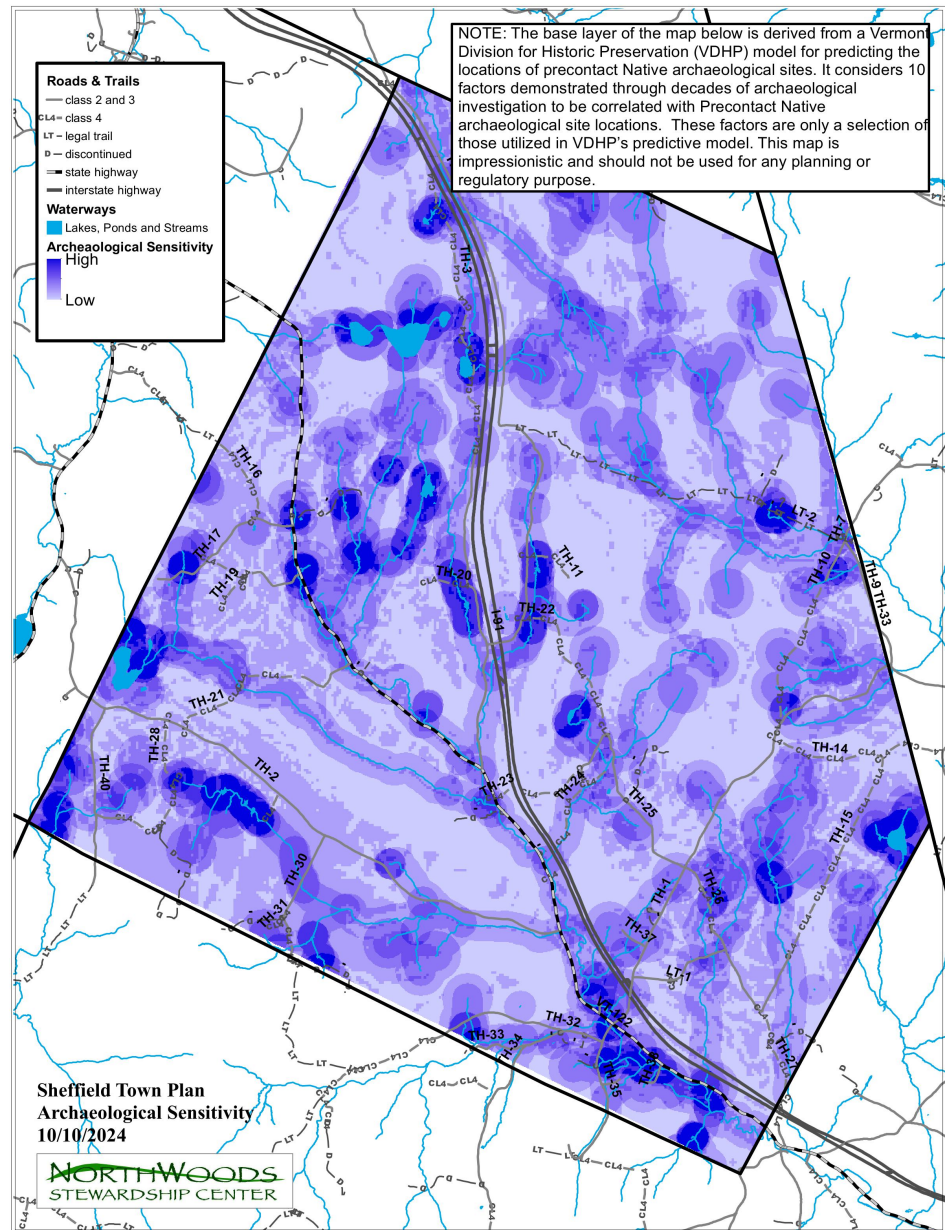 NOTE: The base layer of the map below is derived from a Vermont
Division for Historic Preservation (VDHP) model for predicting the
locations of precontact Native archaeological sites. It considers 10
factors demonstrated through decades of archaeological
investigation to be correlated with Precontact Native
archaeological site locations.  These factors are only a selection of
those utilized in VDHP's predictive model. This map is
impressionistic and should not be used for any planning or
regulatory purpose.
Roads & Trails
class 2 and 3
CL4 class 4
LT legal trail
D discontinued
state highway
interstate highway
Waterways
Lakes, Ponds and Streams
Archeaological Sensitivity
High
Low
TH-3
TH-16
TH-17
TH-19
TH-20
TH-11
TH-22
I-91
LT-2
TH-7
TH-10
TH-9
TH-33
TH-21
TH-28
TH-2
TH-40
TH-23
TH-24
TH-25
TH-14
TH-15
TH-30
TH-31
TH-1
TH-26
TH-37
LT-1
VT-122
TH-32
TH-33
TH-34
TH-35
TH-36
TH-27
Sheffield Town Plan
Archaeological Sensitivity
10/10/2024
NORTHWOODS
STEWARDSHIP CENTER